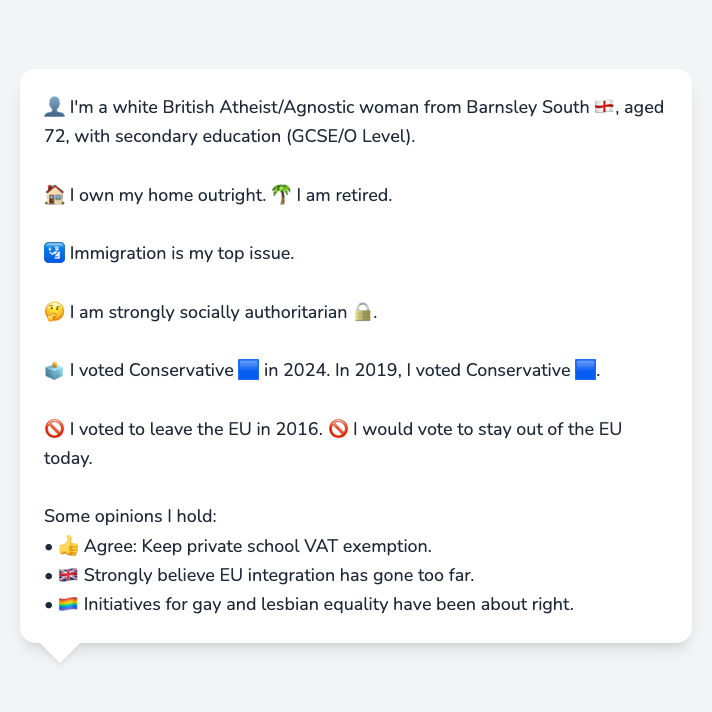 👤 I'm a white British Atheist/Agnostic woman from Barnsley South 🏴󠁧󠁢󠁥󠁮󠁧󠁿, aged
72, with secondary education (GCSE/O Level).
🏠 I own my home outright. 🌴 I am retired.
🛂 Immigration is my top issue.
🤔 I am strongly socially authoritarian 🔒.
🗳️ I voted Conservative 🟦 in 2024. In 2019, I voted Conservative 🟦.
🚫 I voted to leave the EU in 2016. 🚫 I would vote to stay out of the EU
today.
Some opinions I hold:
• 👍 Agree: Keep private school VAT exemption.
• 🇬🇧 Strongly believe EU integration has gone too far.
• 🏳️‍🌈 Initiatives for gay and lesbian equality have been about right.